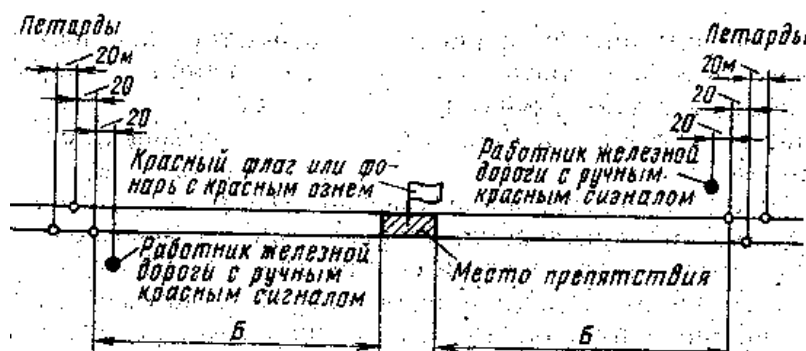 Петарды
20м
20
20
Петарды
20м
20
20
Красный флаг или фо-
нарь с красным огнем
Работник железной
дороги с ручным
красным сигналом
Работник железной
дороги с ручным
красным сигналом
Место препятствия
Б
Б